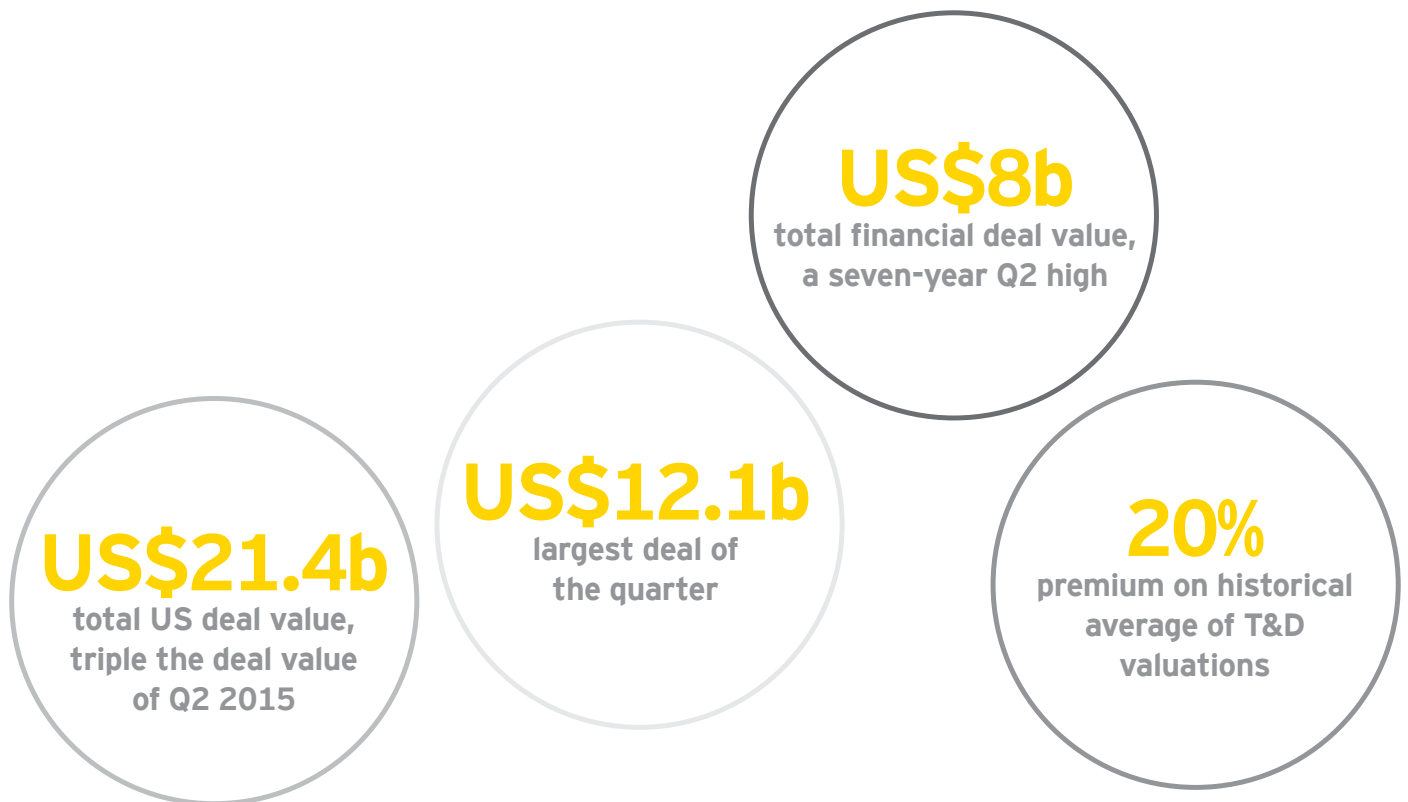 US$8b
total financial deal value,
a seven-year Q2 high
US$12.1b
largest deal of
the quarter
US$21.4b
total US deal value,
triple the deal value
of Q2 2015
20%
premium on historical
average of T&D
valuations